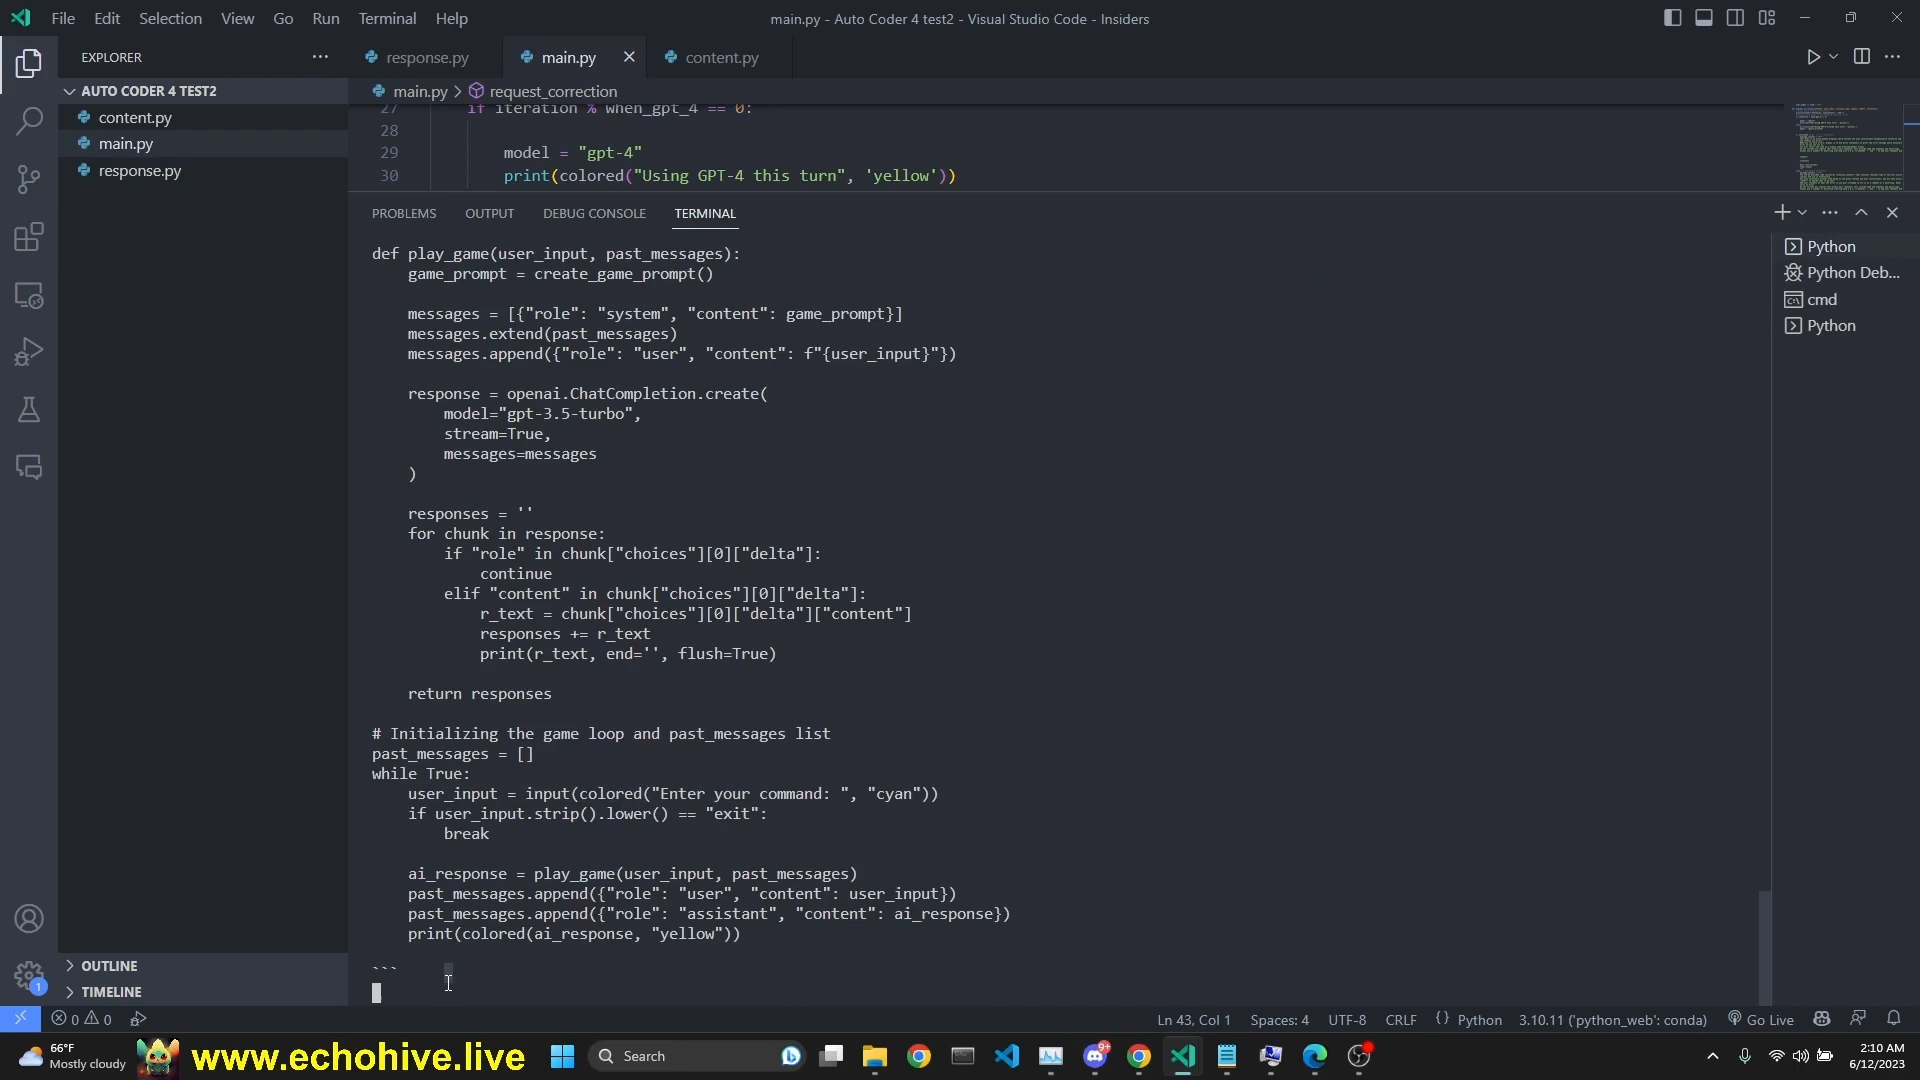 File Edit Selection View Go Run Terminal Help
main.py - Auto Coder 4 test2 - Visual Studio Code - Insiders
EXPLORER
AUTO CODER 4 TEST2
content.py
main.py
response.py
OUTLINE
TIMELINE
response.py main.py content.py
main.py > request_correction
27 if iteration % when_gpt_4 == 0:
28
29 model = "gpt-4"
30 print(colored("Using GPT-4 this turn", 'yellow'))
PROBLEMS OUTPUT DEBUG CONSOLE TERMINAL
def play_game(user_input, past_messages):
    game_prompt = create_game_prompt()
    messages = [{"role": "system", "content": game_prompt}]
    messages.extend(past_messages)
    messages.append({"role": "user", "content": f"{user_input}"})
    response = openai.ChatCompletion.create(
        model="gpt-3.5-turbo",
        stream=True,
        messages=messages
    )
    responses = ''
    for chunk in response:
        if "role" in chunk["choices"][0]["delta"]:
            continue
        elif "content" in chunk["choices"][0]["delta"]:
            r_text = chunk["choices"][0]["delta"]["content"]
            responses += r_text
            print(r_text, end='', flush=True)
    return responses
# Initializing the game loop and past_messages list
past_messages = []
while True:
    user_input = input(colored("Enter your command: ", "cyan"))
    if user_input.strip().lower() == "exit":
        break
    ai_response = play_game(user_input, past_messages)
    past_messages.append({"role": "user", "content": user_input})
    past_messages.append({"role": "assistant", "content": ai_response})
    print(colored(ai_response, "yellow"))
```
Python
Python Deb...
cmd
Python
1
0 0
Ln 43, Col 1 Spaces: 4 UTF-8 CRLF {} Python 3.10.11 ('python_web': conda) Go Live
66°F
Mostly cloudy
www.echohive.live
Search
9+
2:10 AM
6/12/2023